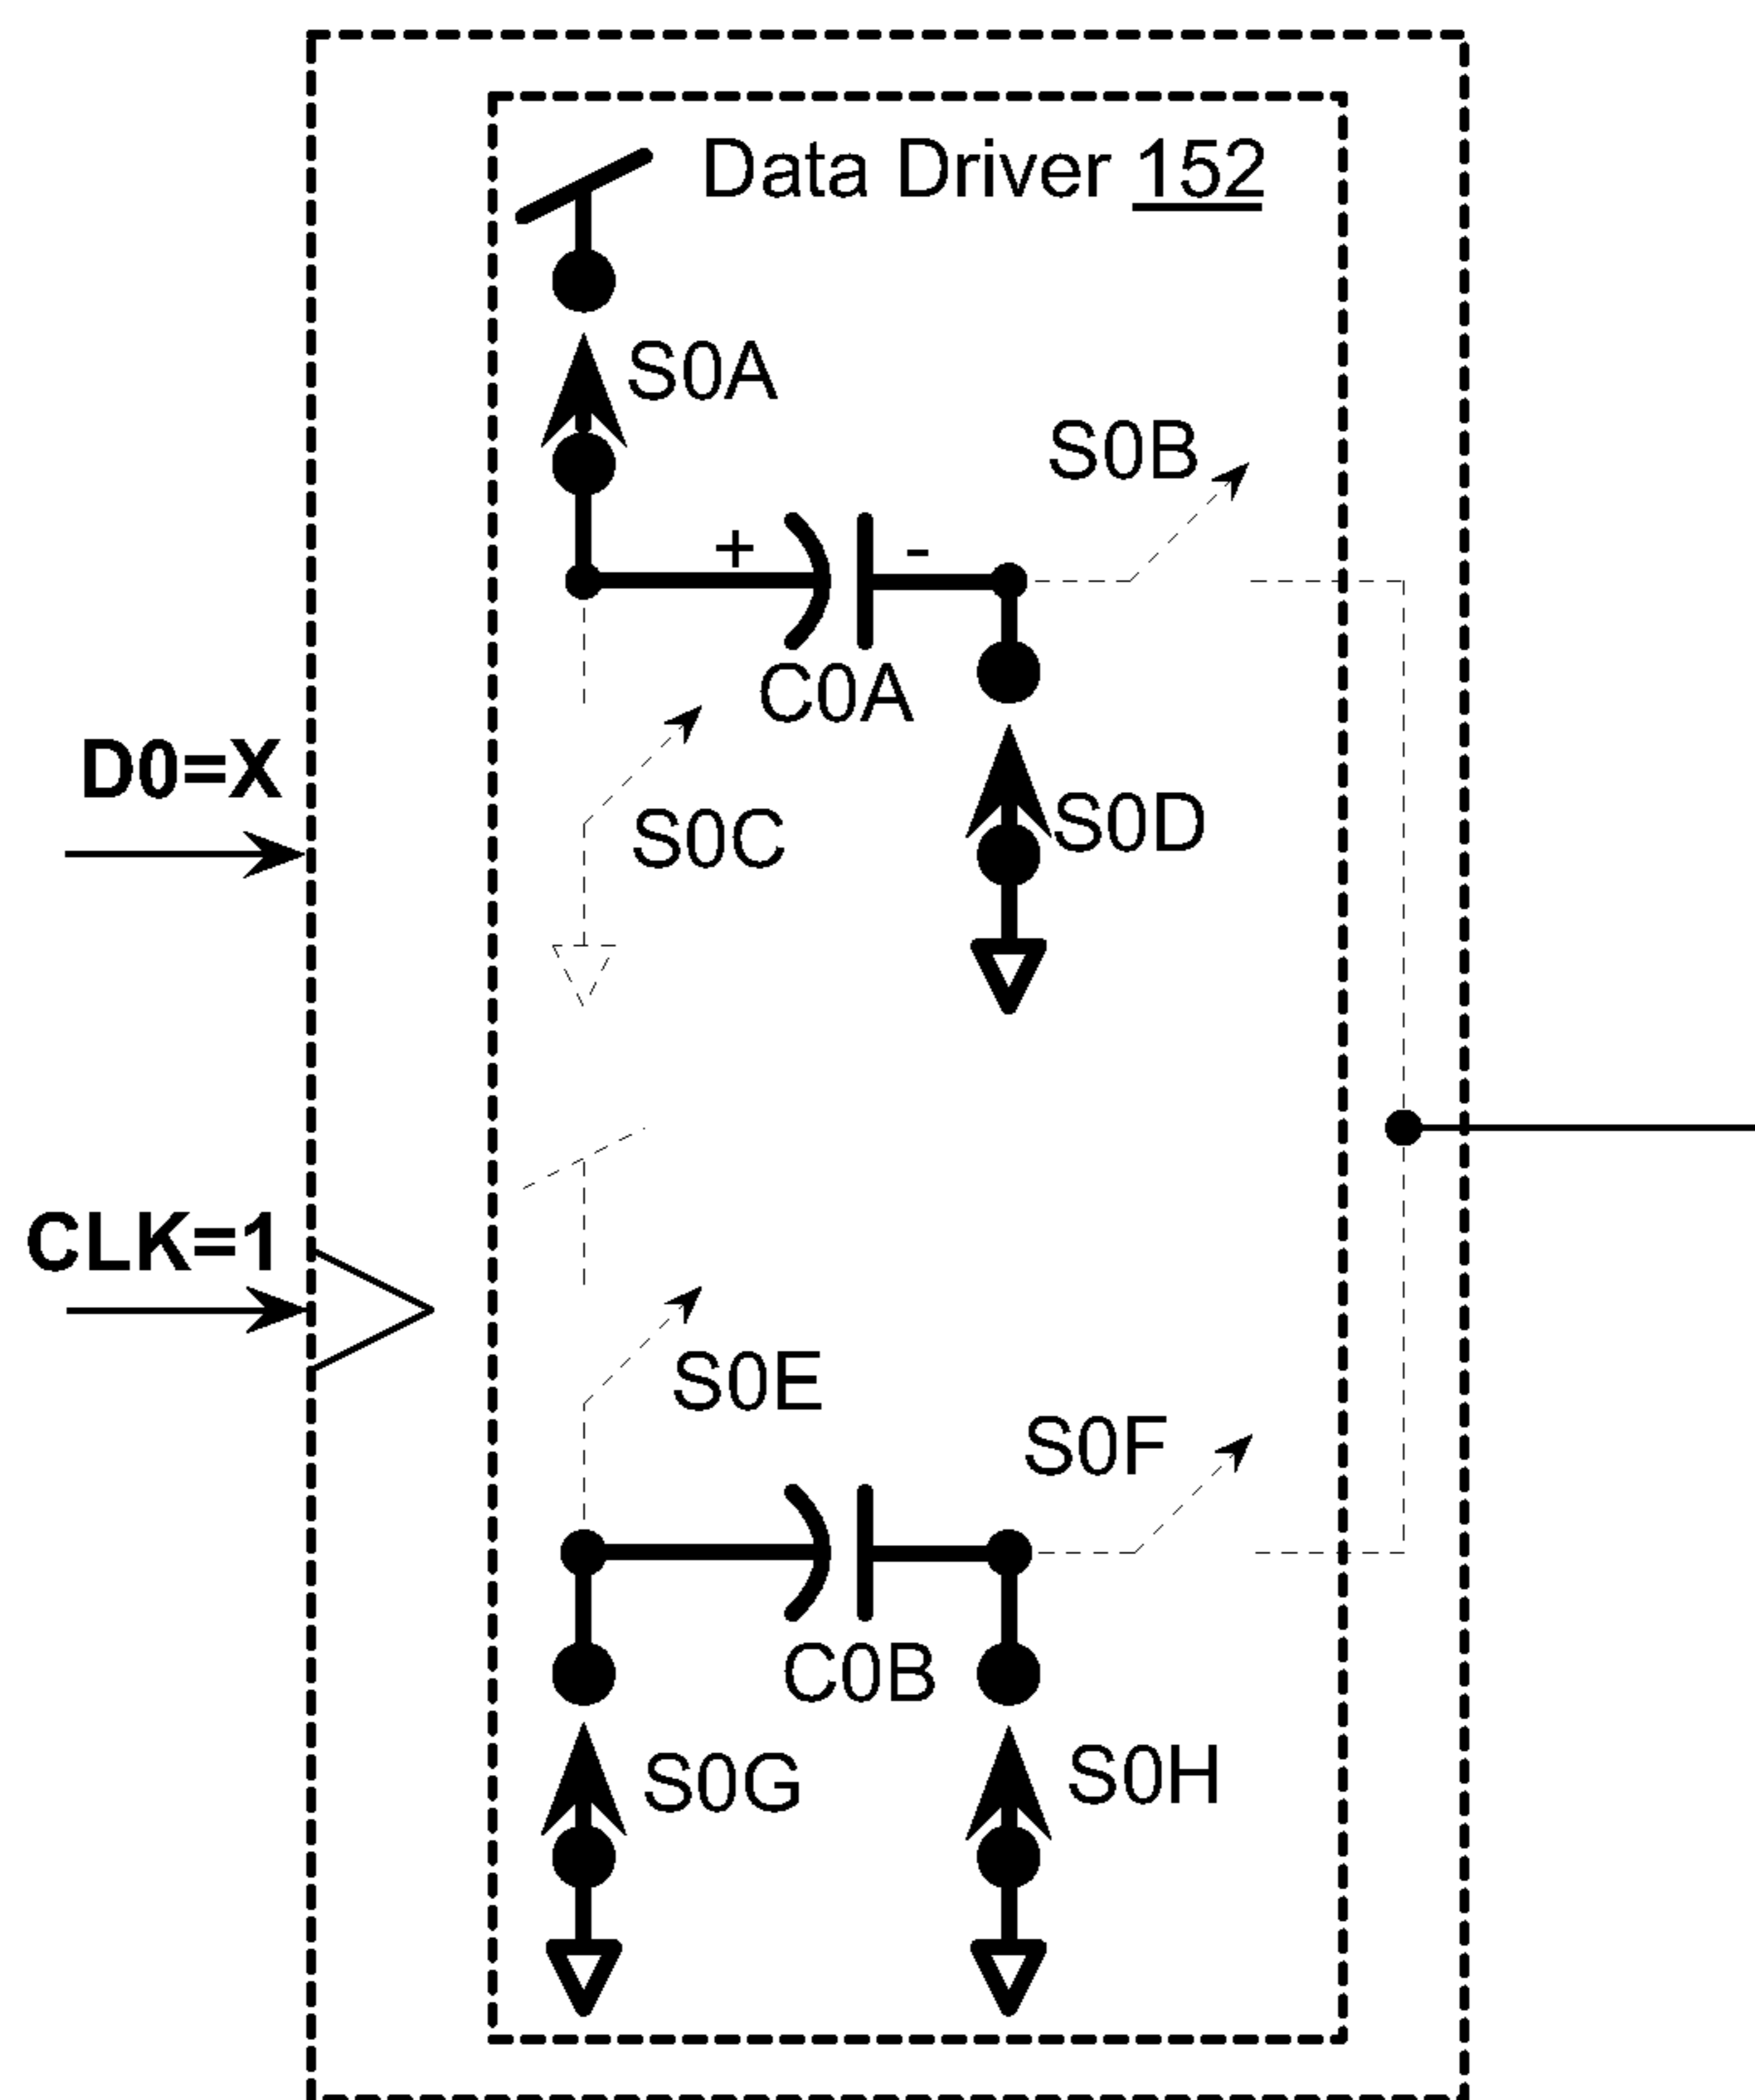 Data Driver 152
S0A
S0B
+ -
C0A
D0=X
S0C
S0D
CLK=1
S0E
S0F
C0B
S0G
S0H